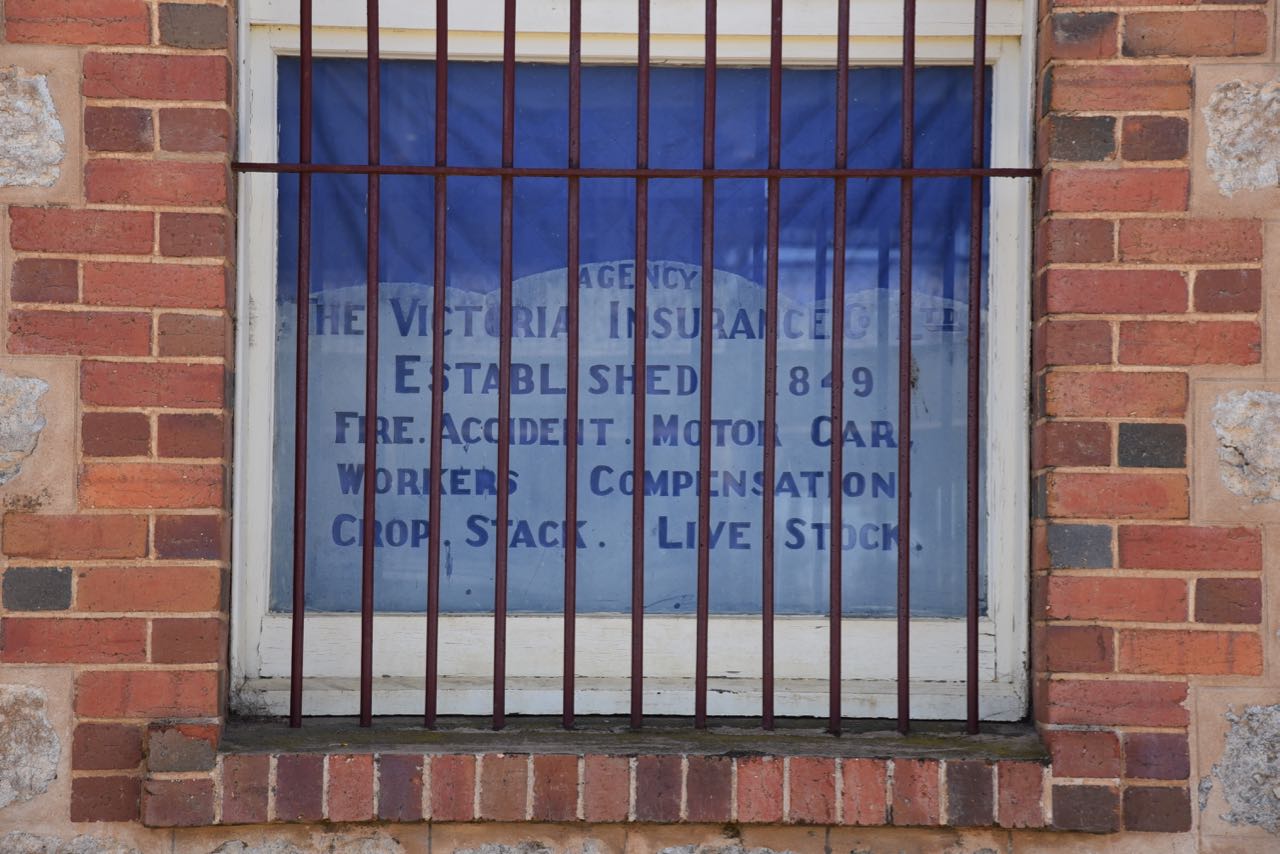 AGENCY
THE VICTORIA INSURANCE CO LTD
ESTABLISHED 1849
FIRE. ACCIDENT. MOTOR CAR.
WORKERS COMPENSATION.
CROP. STACK. LIVE STOCK.